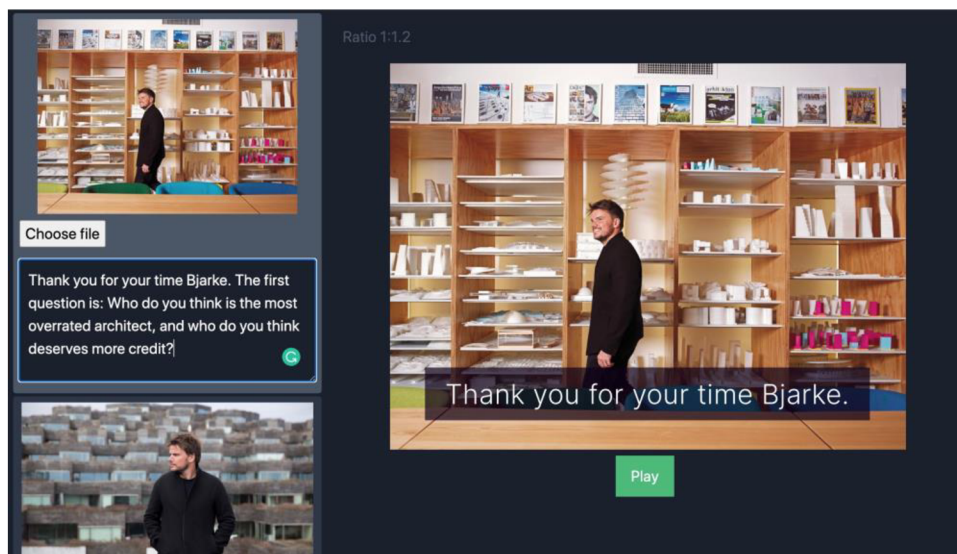 Ratio 1:1.2
Choose file
Thank you for your time Bjarke. The first
question is: Who do you think is the most
overrated architect, and who do you think
deserves more credit?
Thank you for your time Bjarke.
Play